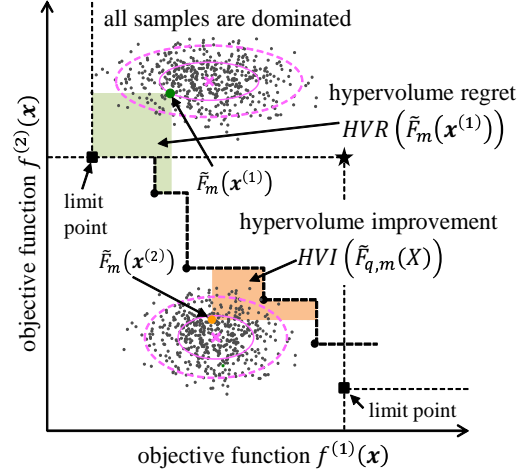 all samples are dominated
hypervolume regret
HVR (F̃ₘ(𝒙⁽¹⁾))
F̃ₘ(𝒙⁽¹⁾)
limit
point
hypervolume improvement
F̃ₘ(𝒙⁽²⁾)
HVI (F̃_{q,m}(X))
limit point
objective function f⁽²⁾(𝒙)
objective function f⁽¹⁾(𝒙)